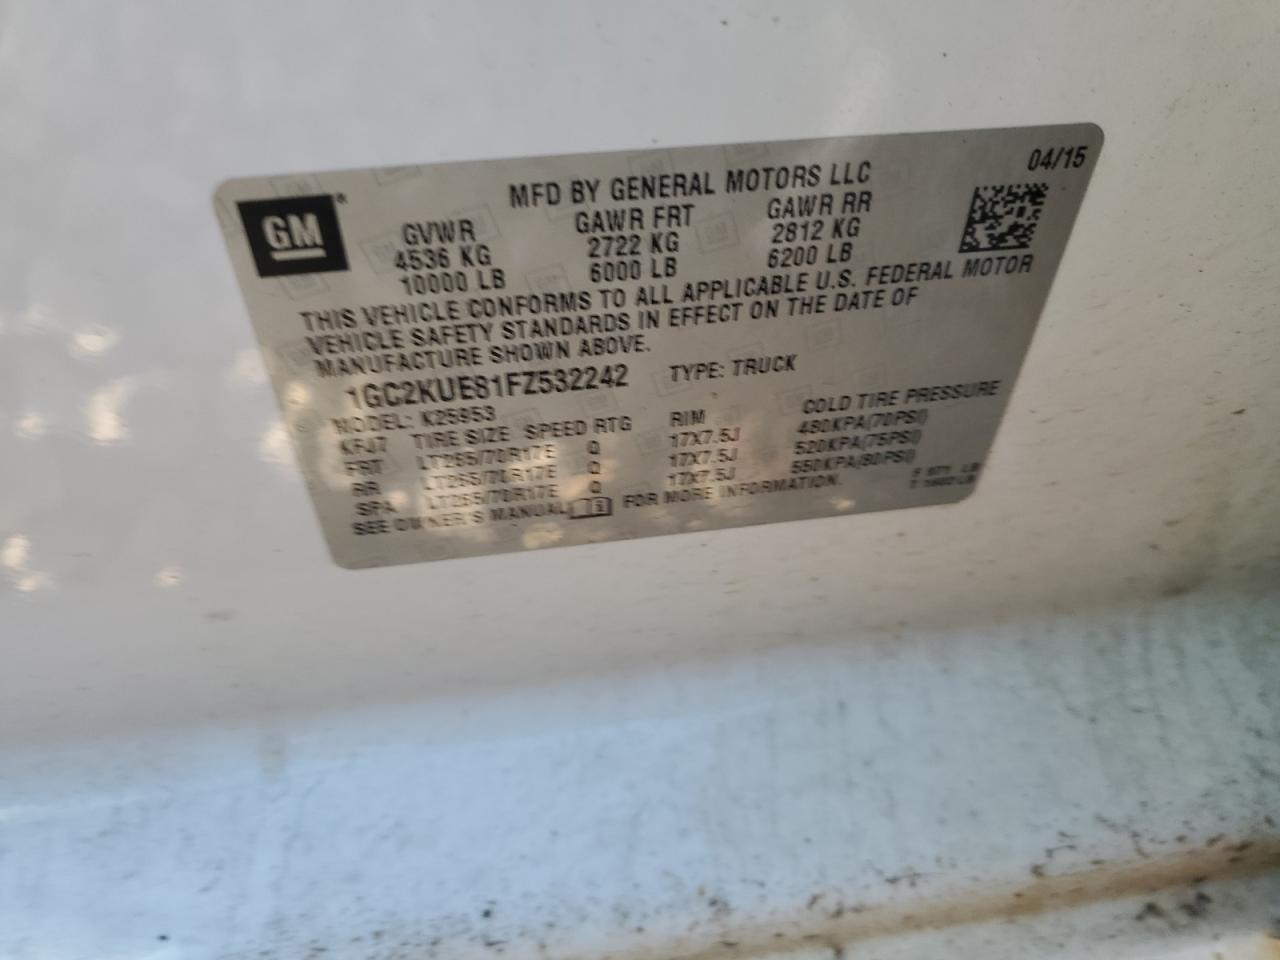 GM ®
MFD BY GENERAL MOTORS LLC 04/15
GVWR GAWR FRT GAWR RR
4536 KG 2722 KG 2812 KG
10000 LB 6000 LB 6200 LB
THIS VEHICLE CONFORMS TO ALL APPLICABLE U.S. FEDERAL MOTOR
VEHICLE SAFETY STANDARDS IN EFFECT ON THE DATE OF
MANUFACTURE SHOWN ABOVE.
1GC2KUE81FZ532242 TYPE: TRUCK
MODEL: K25953
KFJ7 TIRE SIZE SPEED RTG RIM COLD TIRE PRESSURE
FRT LT265/70R17E Q 17X7.5J 480KPA(70PSI)
RR LT265/70R17E Q 17X7.5J 520KPA(75PSI)
SPA LT265/70R17E Q 17X7.5J 550KPA(80PSI)
SEE OWNER'S MANUAL FOR MORE INFORMATION.